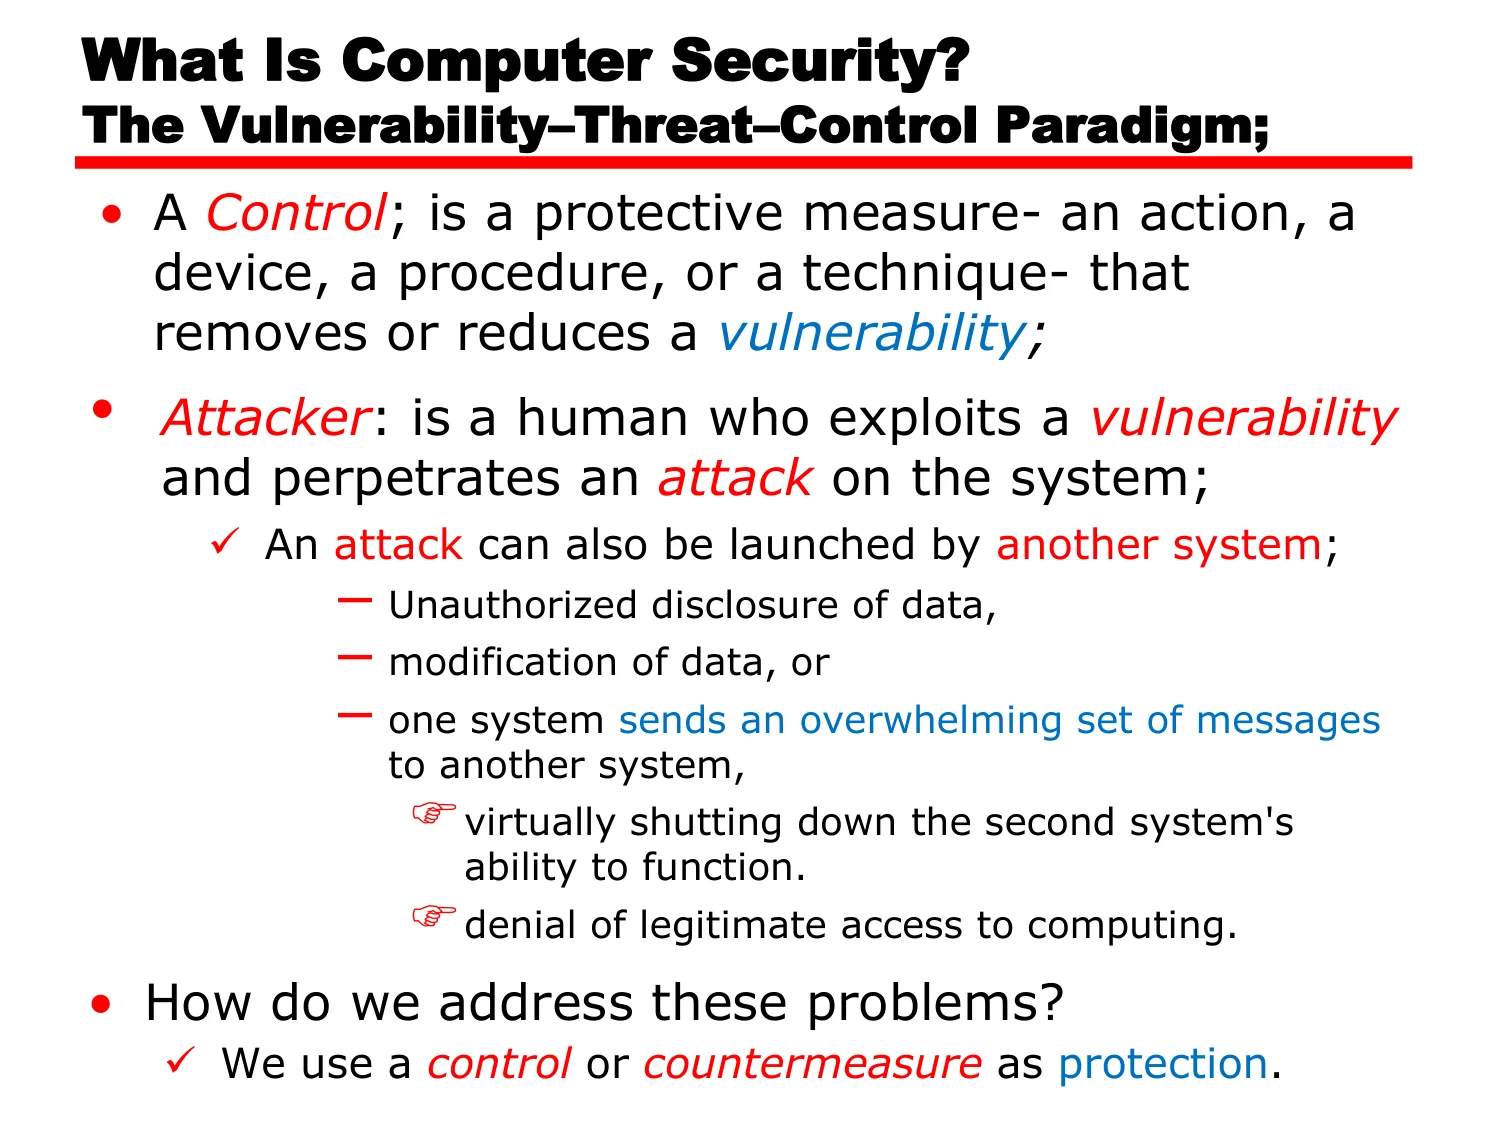 What Is Computer Security?
The Vulnerability–Threat–Control Paradigm;
• A Control; is a protective measure- an action, a
device, a procedure, or a technique- that
removes or reduces a vulnerability;
• Attacker: is a human who exploits a vulnerability
and perpetrates an attack on the system;
✓ An attack can also be launched by another system;
– Unauthorized disclosure of data,
– modification of data, or
– one system sends an overwhelming set of messages
to another system,
☞ virtually shutting down the second system's
ability to function.
☞ denial of legitimate access to computing.
• How do we address these problems?
✓ We use a control or countermeasure as protection.